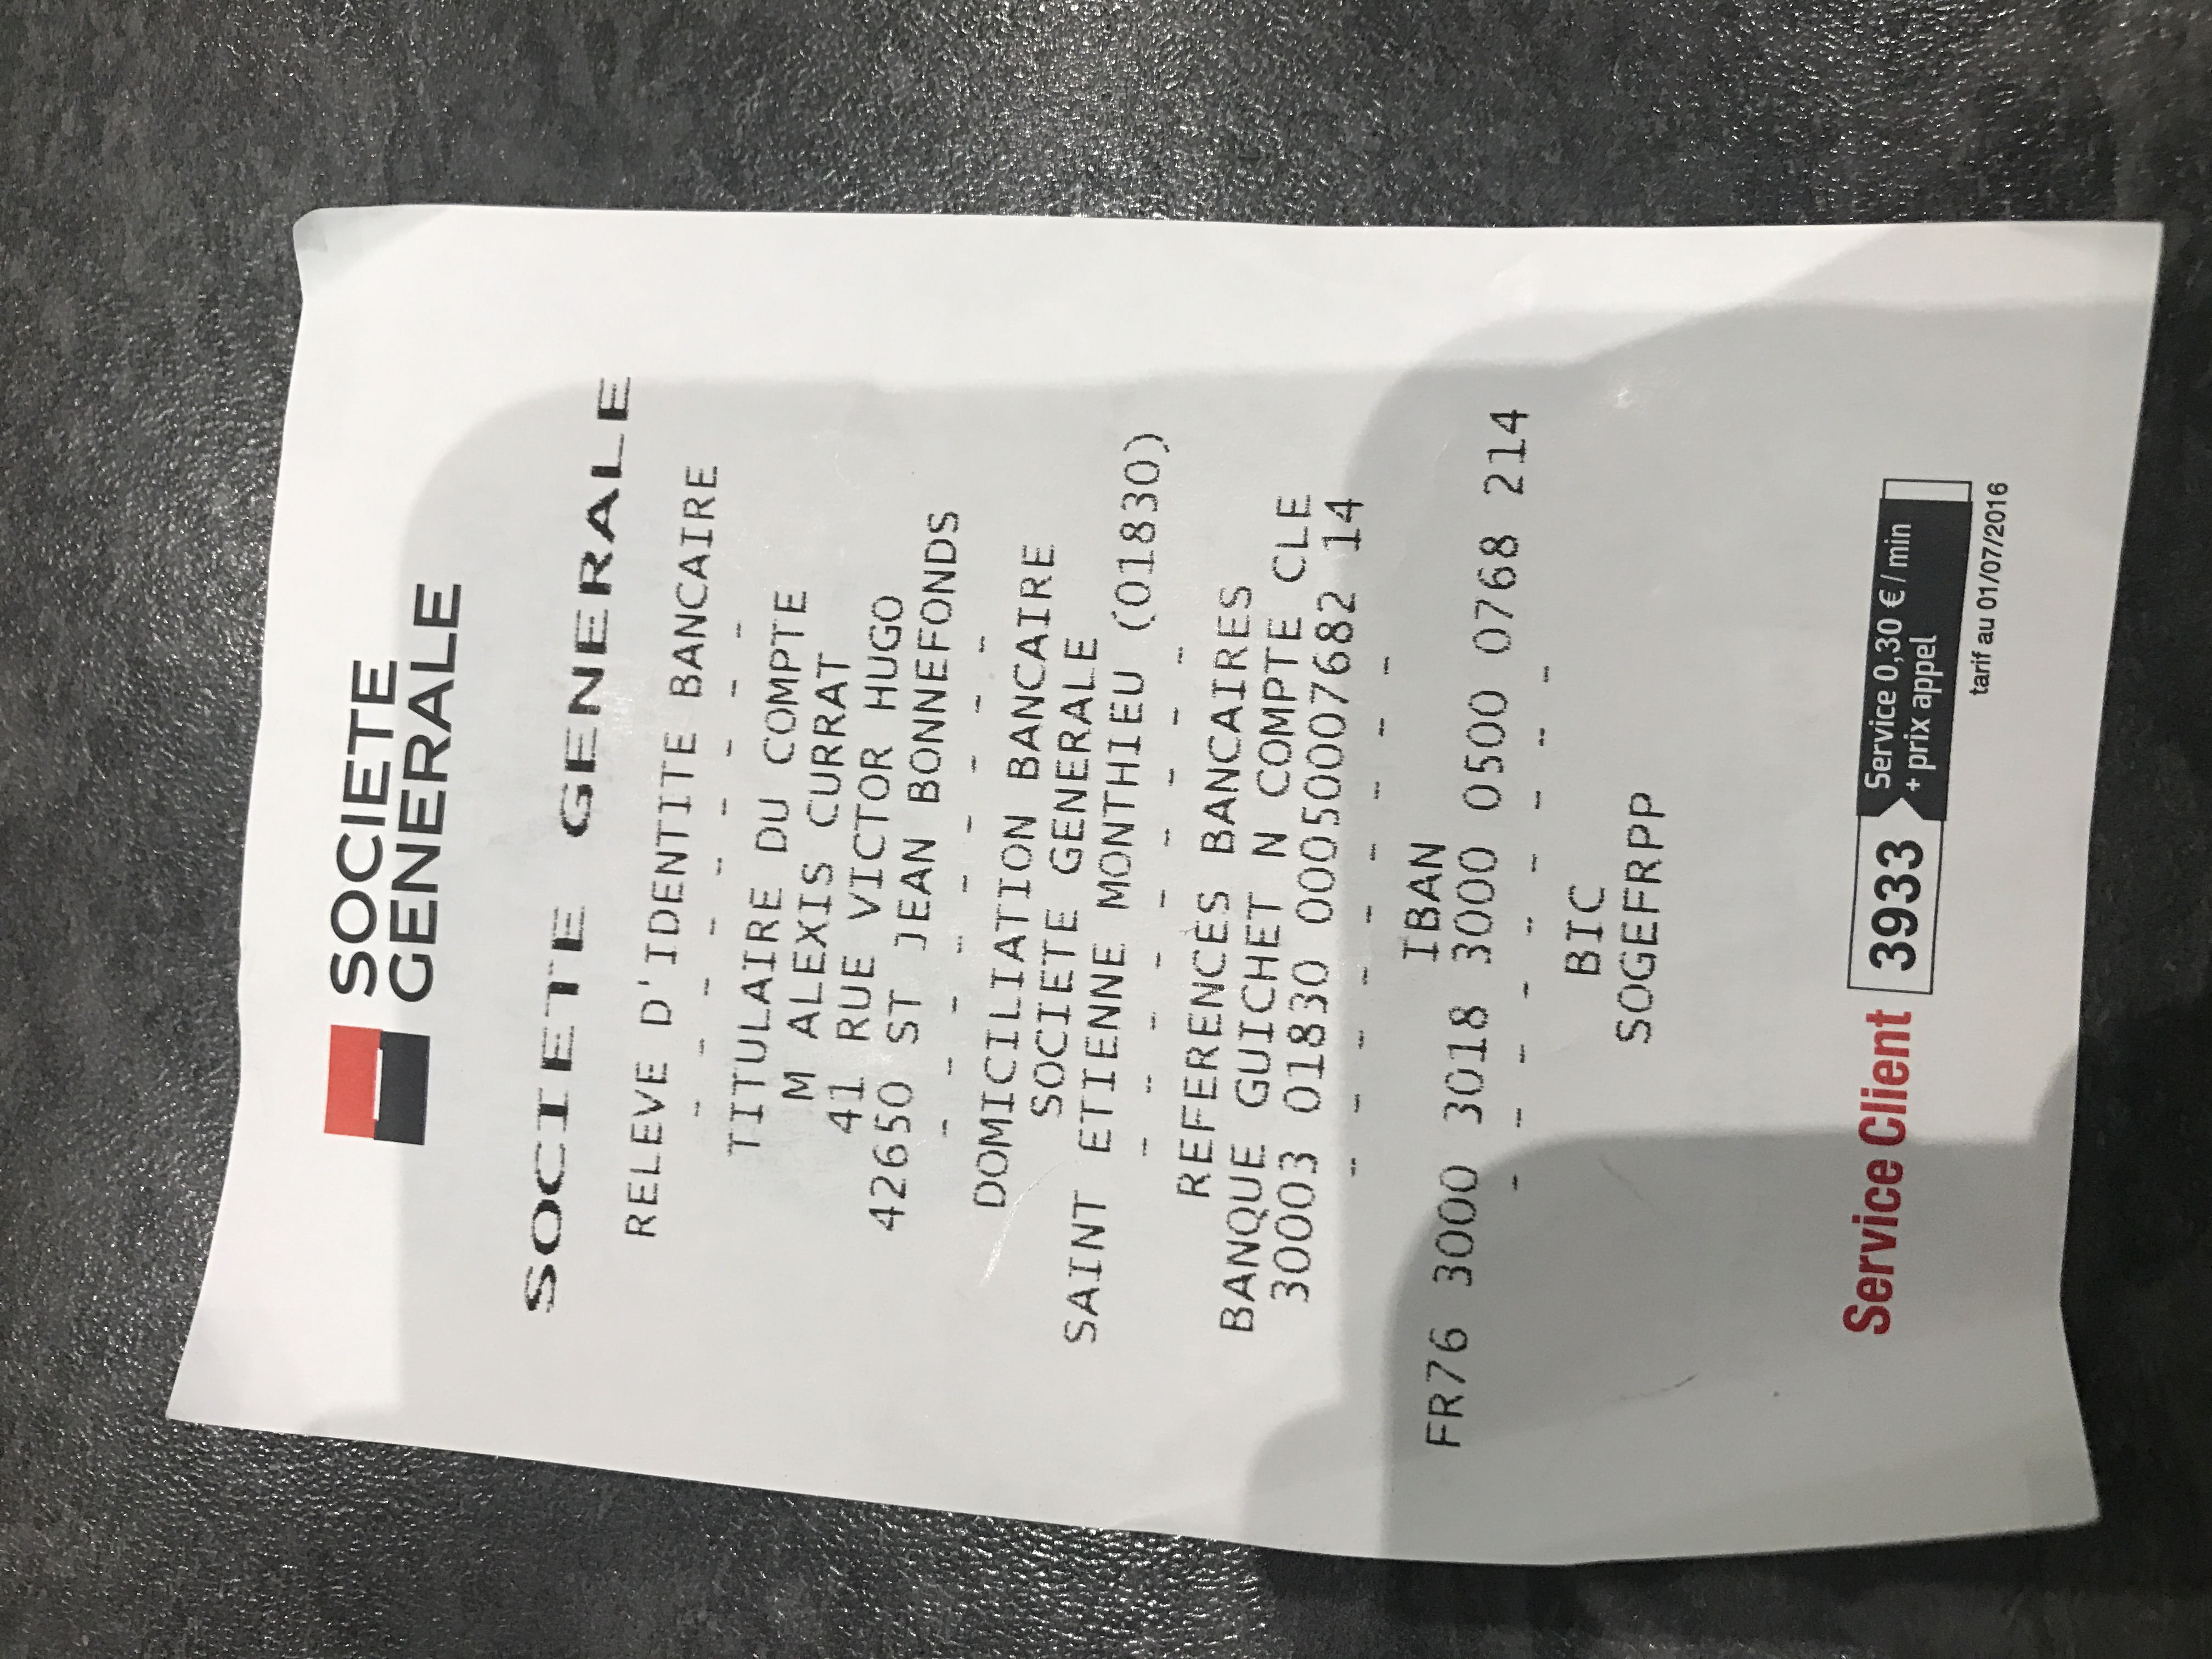 SOCIETE
GENERALE
SOCIETE GENERALE
RELEVE D'IDENTITE BANCAIRE
- - - - - - - - -
TITULAIRE DU COMPTE
M ALEXIS CURRAT
41 RUE VICTOR HUGO
42650 ST JEAN BONNEFONDS
- - - - - - - - -
DOMICILIATION BANCAIRE
SOCIETE GENERALE
SAINT ETIENNE MONTHIEU (01830)
- - - - - - - - -
REFERENCES BANCAIRES
BANQUE GUICHET N COMPTE CLE
30003 01830 00050007682 14
- - - - - - - - -
IBAN
FR76 3000 3018 3000 0500 0768 214
- - - - - - - - -
BIC
SOGEFRPP
Service Client 3933 Service 0,30 € / min
+ prix appel
tarif au 01/07/2016